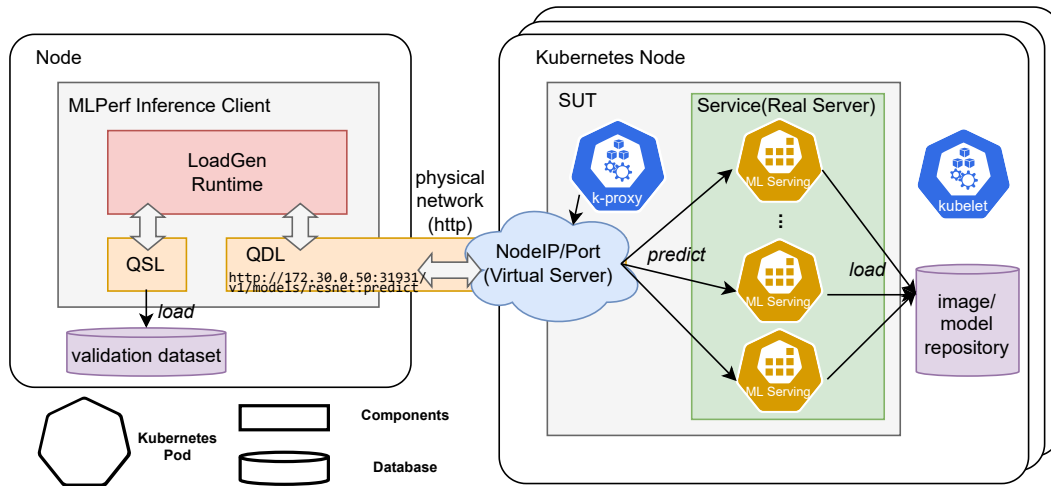 Node
MLPerf Inference Client
LoadGen
Runtime
QSL
QDL
http://172.30.0.50:31931/
v1/models/resnet:predict
load
validation dataset
physical
network
(http)
NodeIP/Port
(Virtual Server)
Kubernetes Node
SUT
k-proxy
Service(Real Server)
ML Serving
...
ML Serving
ML Serving
predict
load
kubelet
image/
model
repository
Kubernetes
Pod
Components
Database